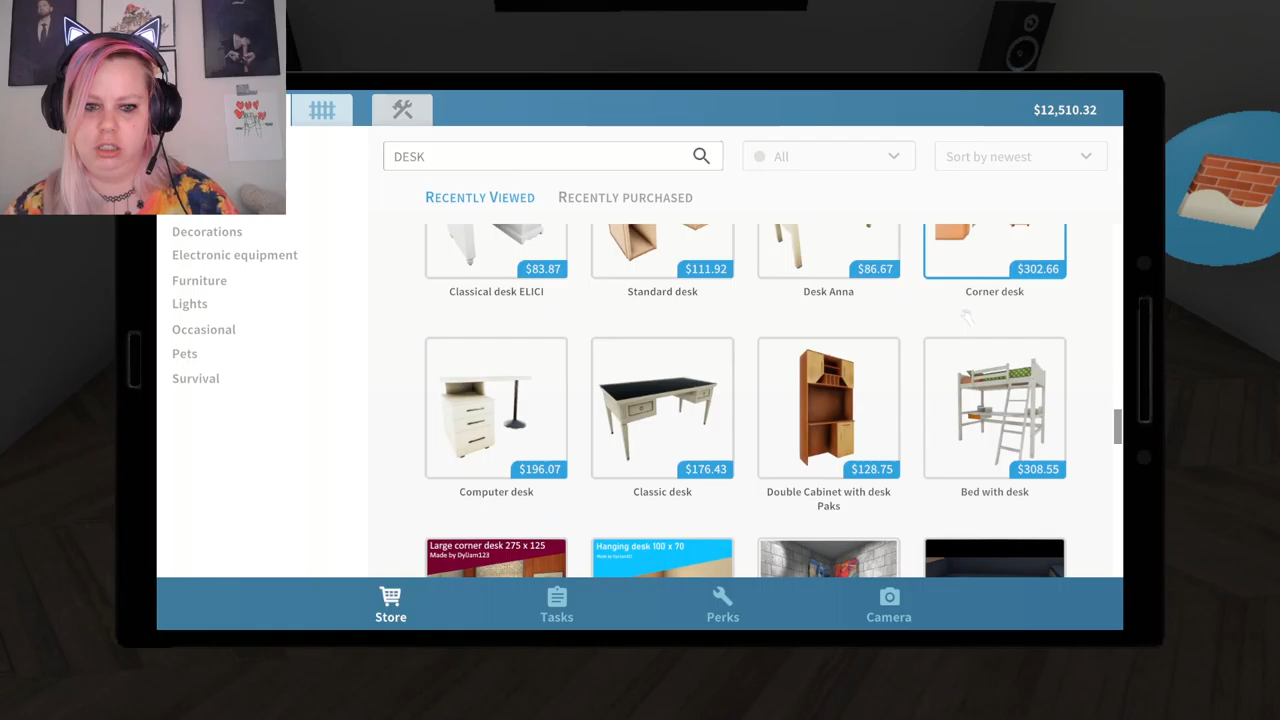 $12,510.32
DESK
All
Sort by newest
RECENTLY VIEWED
RECENTLY PURCHASED
Decorations
Electronic equipment
Furniture
Lights
Occasional
Pets
Survival
$83.87
$111.92
$86.67
$302.66
Classical desk ELICI
Standard desk
Desk Anna
Corner desk
$196.07
$176.43
$128.75
$308.55
Computer desk
Classic desk
Double Cabinet with desk
Paks
Bed with desk
Large corner desk 275 x 125
Made by DyUam123
Hanging desk 100 x 70
Store
Tasks
Perks
Camera